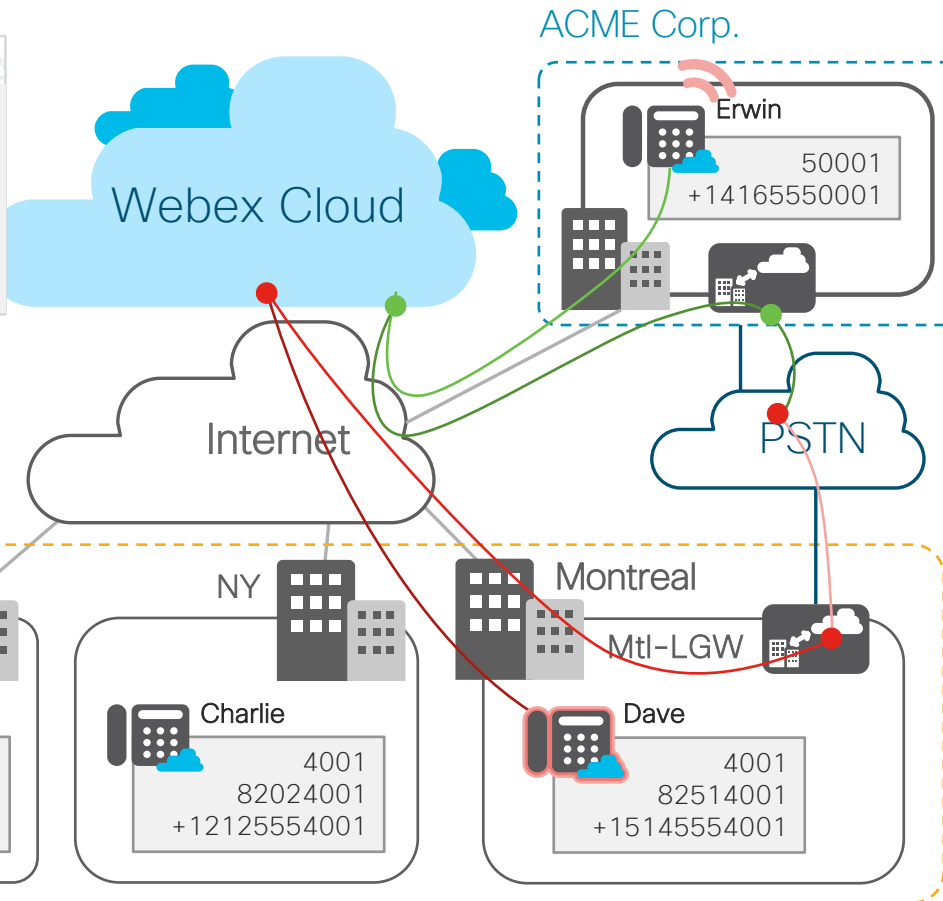 ACME Corp.
Erwin
50001
+14165550001
Webex Cloud
Internet
PSTN
NY
Montreal
Mtl-LGW
Charlie
4001
82024001
+12125554001
Dave
4001
82514001
+15145554001